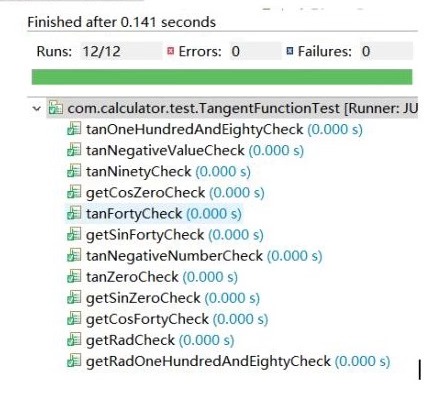 Finished after 0.141 seconds
Runs: 12/12 Errors: 0 Failures: 0
com.calculator.test.TangentFunctionTest [Runner: JU
tanOneHundredAndEightyCheck (0.000 s)
tanNegativeValueCheck (0.000 s)
tanNinetyCheck (0.000 s)
getCosZeroCheck (0.000 s)
tanFortyCheck (0.000 s)
getSinFortyCheck (0.000 s)
tanNegativeNumberCheck (0.000 s)
tanZeroCheck (0.000 s)
getSinZeroCheck (0.000 s)
getCosFortyCheck (0.000 s)
getRadCheck (0.000 s)
getRadOneHundredAndEightyCheck (0.000 s)